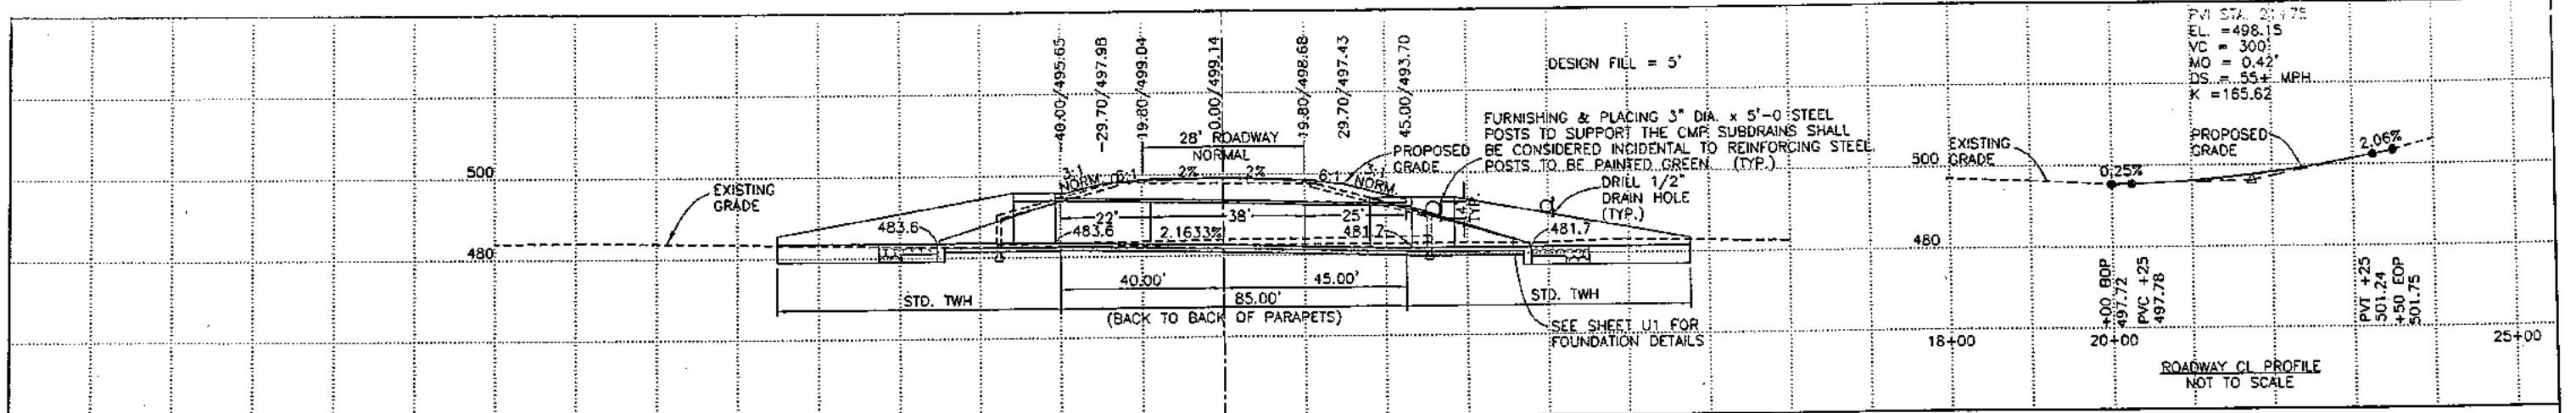 -40.00/495.65
-29.70/497.98
-19.80/499.04
0.00/499.14
19.80/498.68
29.70/497.43
45.00/493.70
DESIGN FILL = 5'
FURNISHING & PLACING 3" DIA. x 5'-0 STEEL
POSTS TO SUPPORT THE CMP SUBDRAINS SHALL
BE CONSIDERED INCIDENTAL TO REINFORCING STEEL.
POSTS TO BE PAINTED GREEN. (TYP.)
28' ROADWAY
NORMAL
PROPOSED
GRADE
3:1
NORM.
6:1
2%
2%
6:1
3:1
NORM.
500
EXISTING
GRADE
DRILL 1/2"
DRAIN HOLE
(TYP.)
TYP.
22'
38'
25'
483.6
483.6
2.1633%
481.7
481.7
480
40.00'
45.00'
STD. TWH
85.00'
STD. TWH
(BACK TO BACK OF PARAPETS)
SEE SHEET U1 FOR
FOUNDATION DETAILS
PVI STA. 21+75
EL. =498.15
VC = 300'
MO = 0.42'
DS = 55+ MPH
K =165.62
EXISTING
GRADE
PROPOSED
GRADE
2.06%
500
0.25%
480
+00 BOP
497.72
PVC +25
497.78
PVT +25
501.24
+50 EOP
501.75
18+00
20+00
25+00
ROADWAY CL PROFILE
NOT TO SCALE